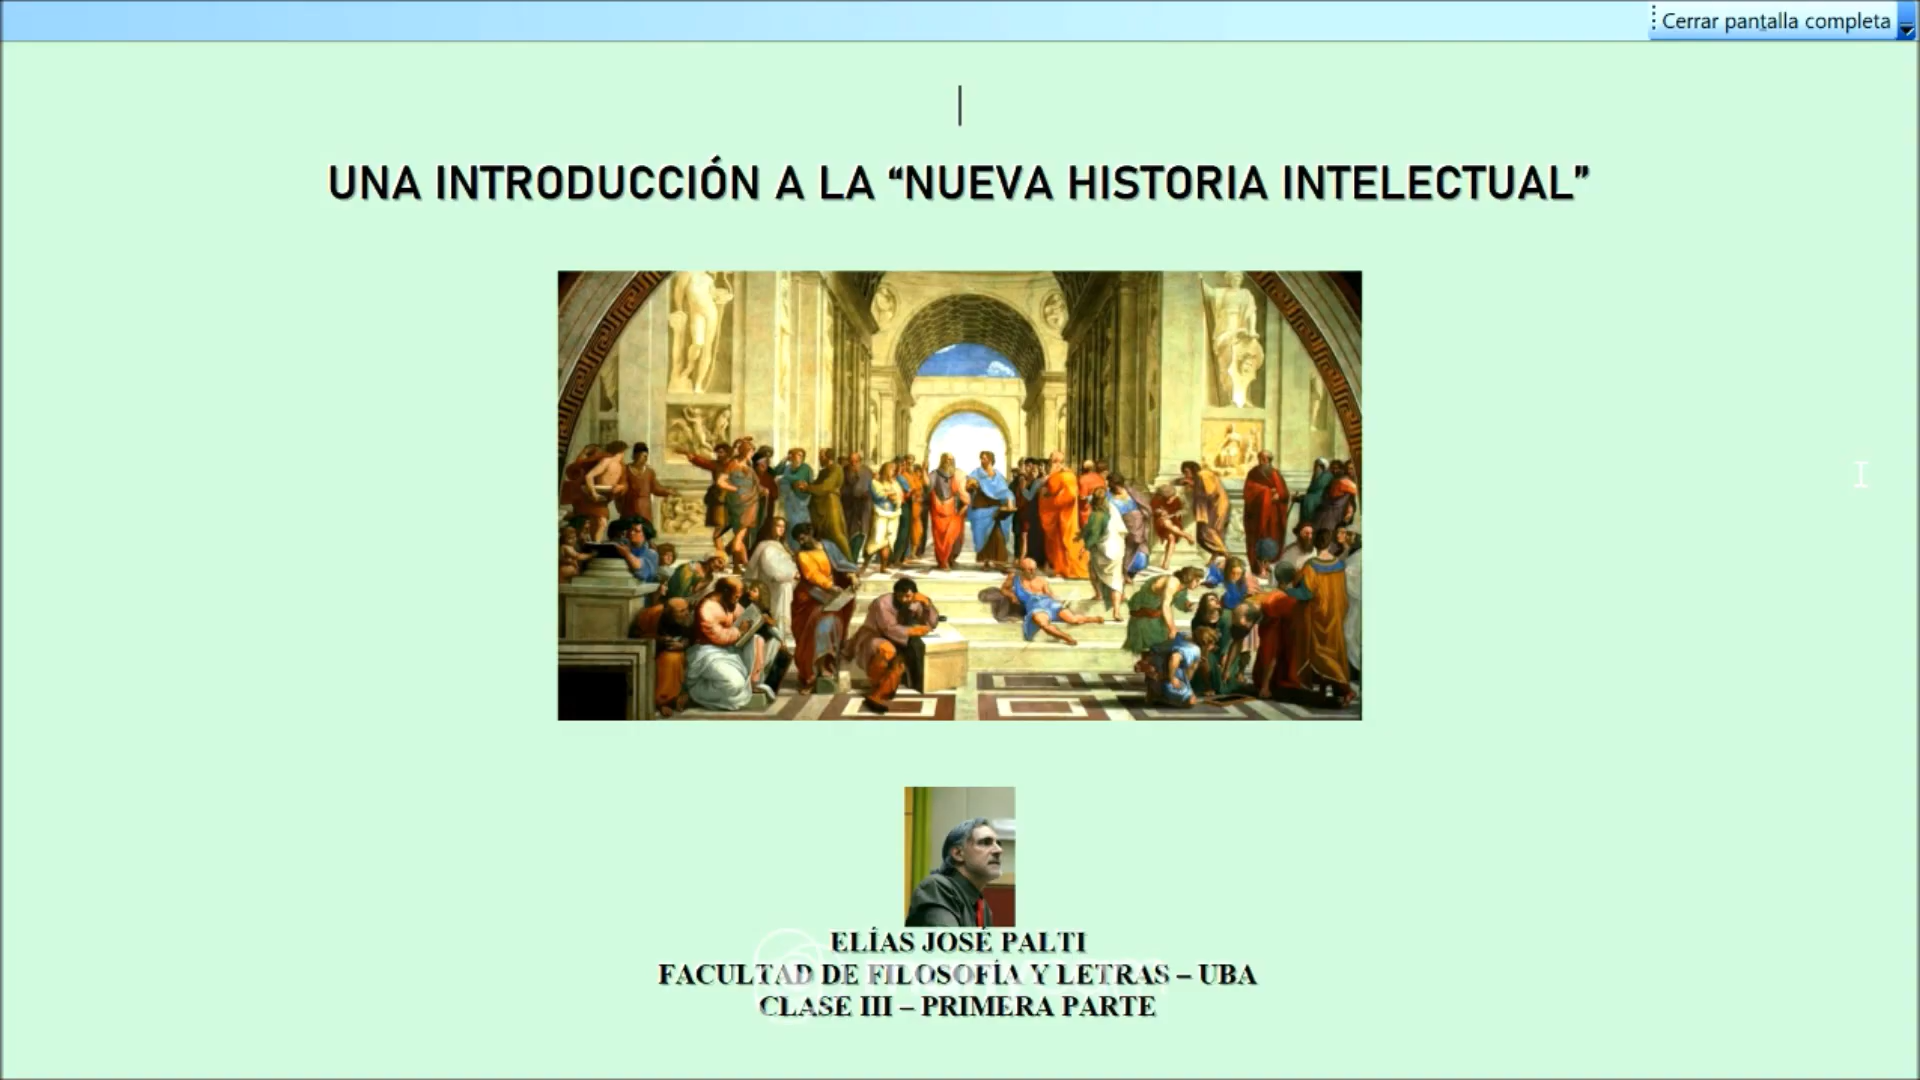 Cerrar pantalla completa
UNA INTRODUCCIÓN A LA “NUEVA HISTORIA INTELECTUAL”
ELÍAS JOSÉ PALTI
FACULTAD DE FILOSOFÍA Y LETRAS – UBA
CLASE III – PRIMERA PARTE